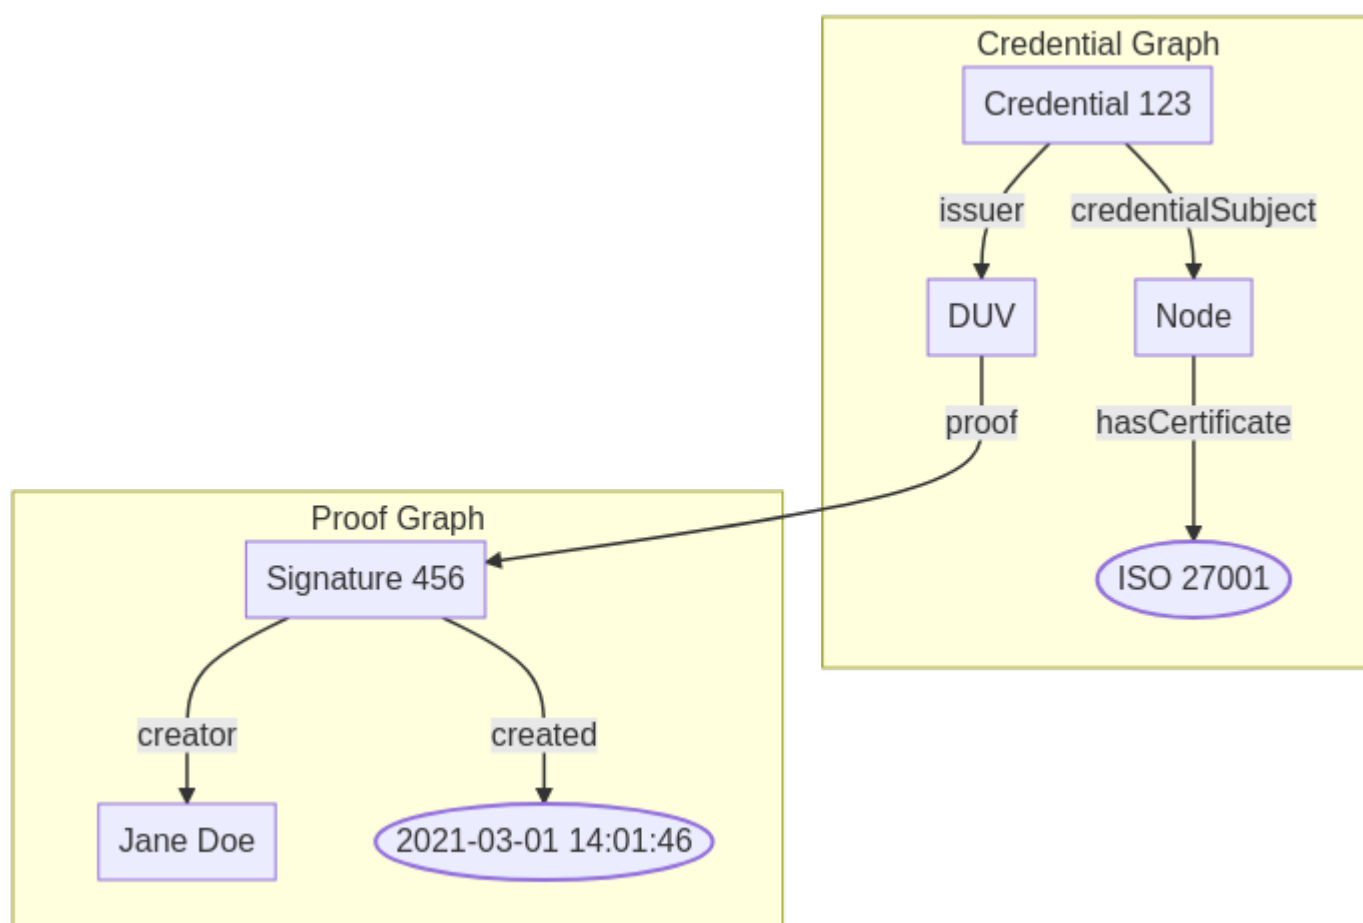 Credential Graph
Credential 123
issuer
credentialSubject
DUV
Node
proof
hasCertificate
Proof Graph
Signature 456
ISO 27001
creator
created
Jane Doe
2021-03-01 14:01:46